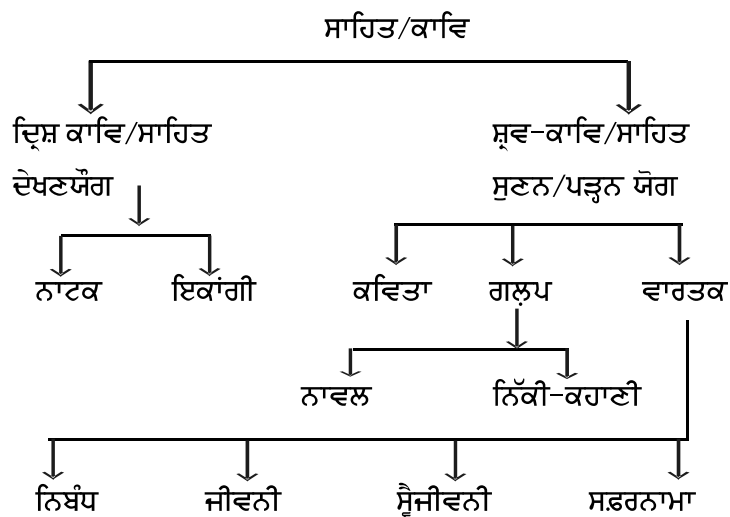 ਸਾਹਿਤ/ਕਾਵਿ
ਦ੍ਰਿਸ਼ ਕਾਵਿ/ਸਾਹਿਤ ਸ਼੍ਰਵ-ਕਾਵਿ/ਸਾਹਿਤ
ਦੇਖਣਯੌਗ ਸੁਣਨ/ਪੜ੍ਹਨ ਯੋਗ
ਨਾਟਕ ਇਕਾਂਗੀ ਕਵਿਤਾ ਗਲਪ ਵਾਰਤਕ
ਨਾਵਲ ਨਿੱਕੀ-ਕਹਾਣੀ
ਨਿਬੰਧ ਜੀਵਨੀ ਸ੍ਵੈਜੀਵਨੀ ਸਫ਼ਰਨਾਮਾ